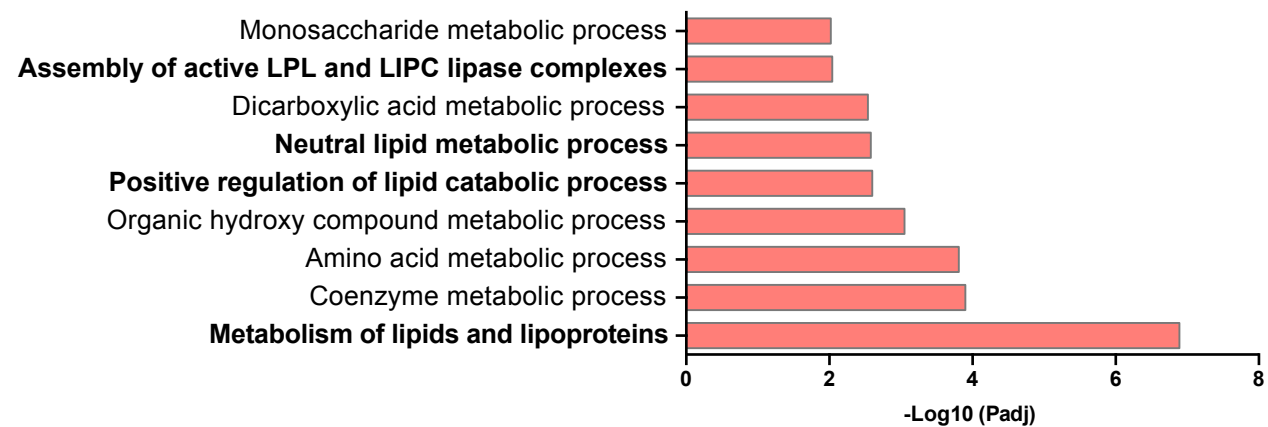 Monosaccharide metabolic process
Assembly of active LPL and LIPC lipase complexes
Dicarboxylic acid metabolic process
Neutral lipid metabolic process
Positive regulation of lipid catabolic process
Organic hydroxy compound metabolic process
Amino acid metabolic process
Coenzyme metabolic process
Metabolism of lipids and lipoproteins
0 2 4 6 8
-Log10 (Padj)